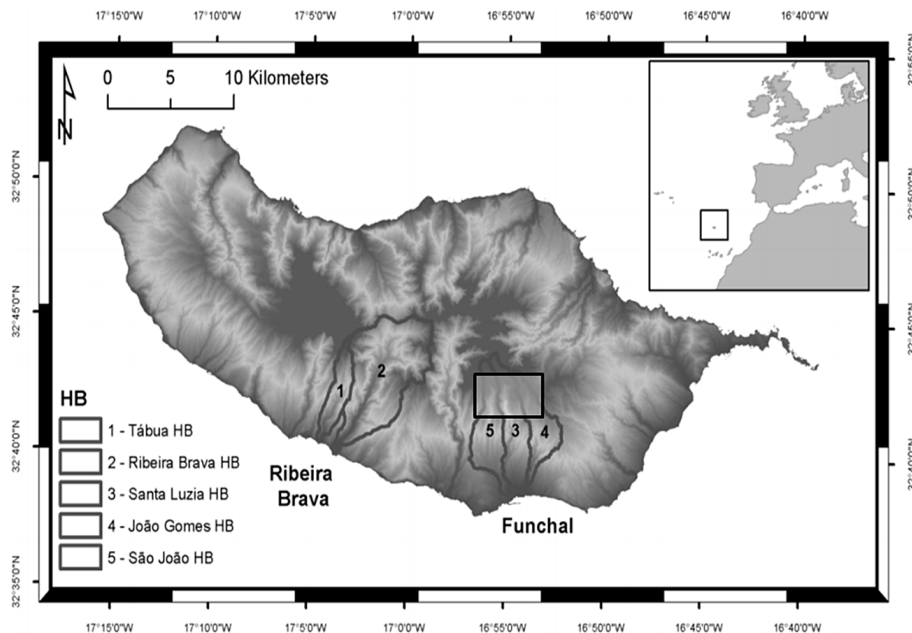 17°15'0"W 17°10'0"W 17°5'0"W 17°0'0"W 16°55'0"W 16°50'0"W 16°45'0"W 16°40'0"W
0 5 10 Kilometers
N
32°50'0"N
32°45'0"N
32°40'0"N
32°35'0"N
1
2
5 3 4
HB
1 - Tábua HB
2 - Ribeira Brava HB
3 - Santa Luzia HB
4 - João Gomes HB
5 - São João HB
Ribeira
Brava
Funchal
32°50'0"N
32°45'0"N
32°40'0"N
17°15'0"W 17°10'0"W 17°5'0"W 17°0'0"W 16°55'0"W 16°50'0"W 16°45'0"W 16°40'0"W